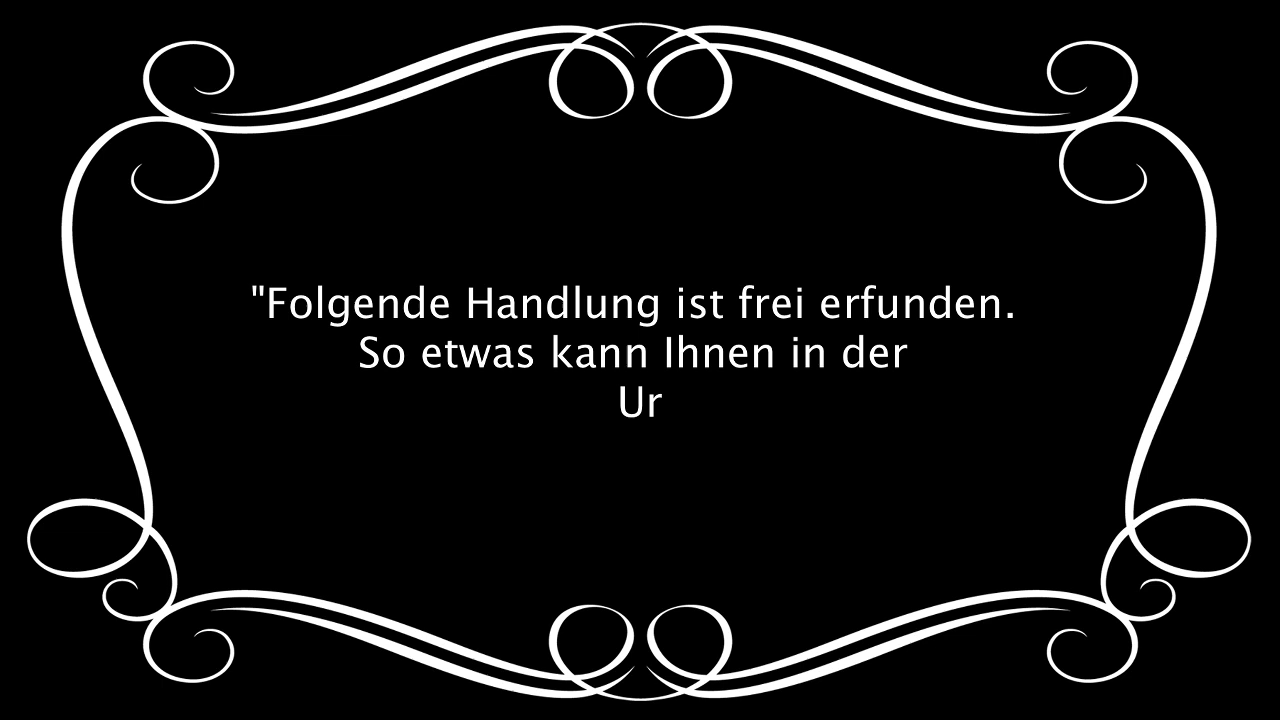 "Folgende Handlung ist frei erfunden.
So etwas kann Ihnen in der
Ur